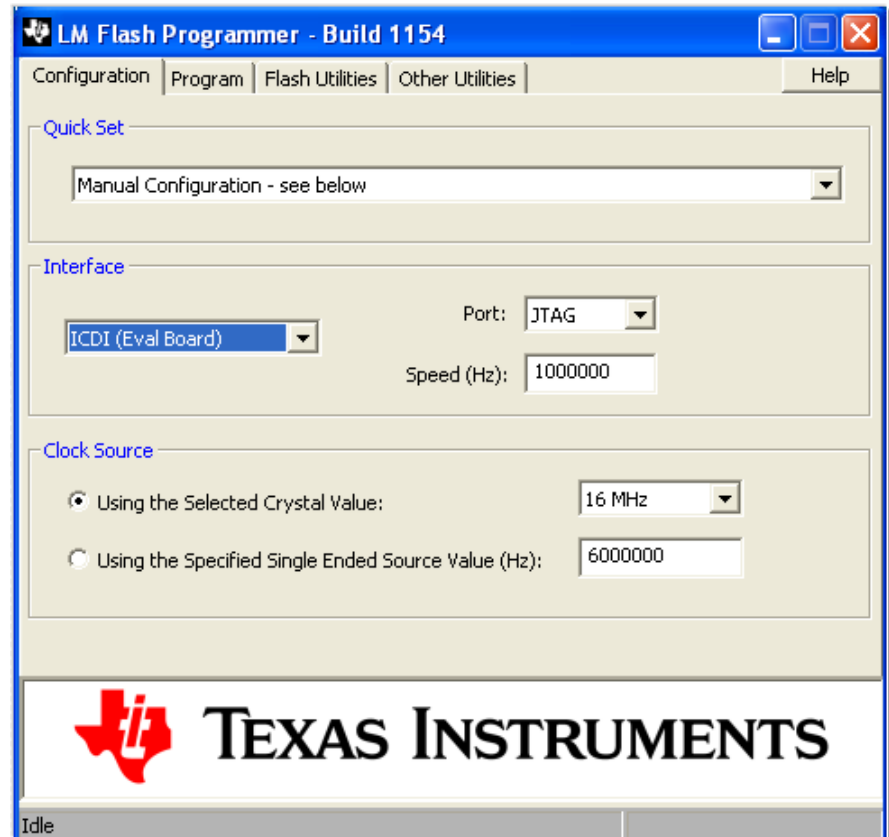 LM Flash Programmer - Build 1154
Configuration Program Flash Utilities Other Utilities Help
Quick Set
Manual Configuration - see below
Interface
ICDI (Eval Board)
Port: JTAG
Speed (Hz): 1000000
Clock Source
Using the Selected Crystal Value: 16 MHz
Using the Specified Single Ended Source Value (Hz): 6000000
TEXAS INSTRUMENTS
Idle